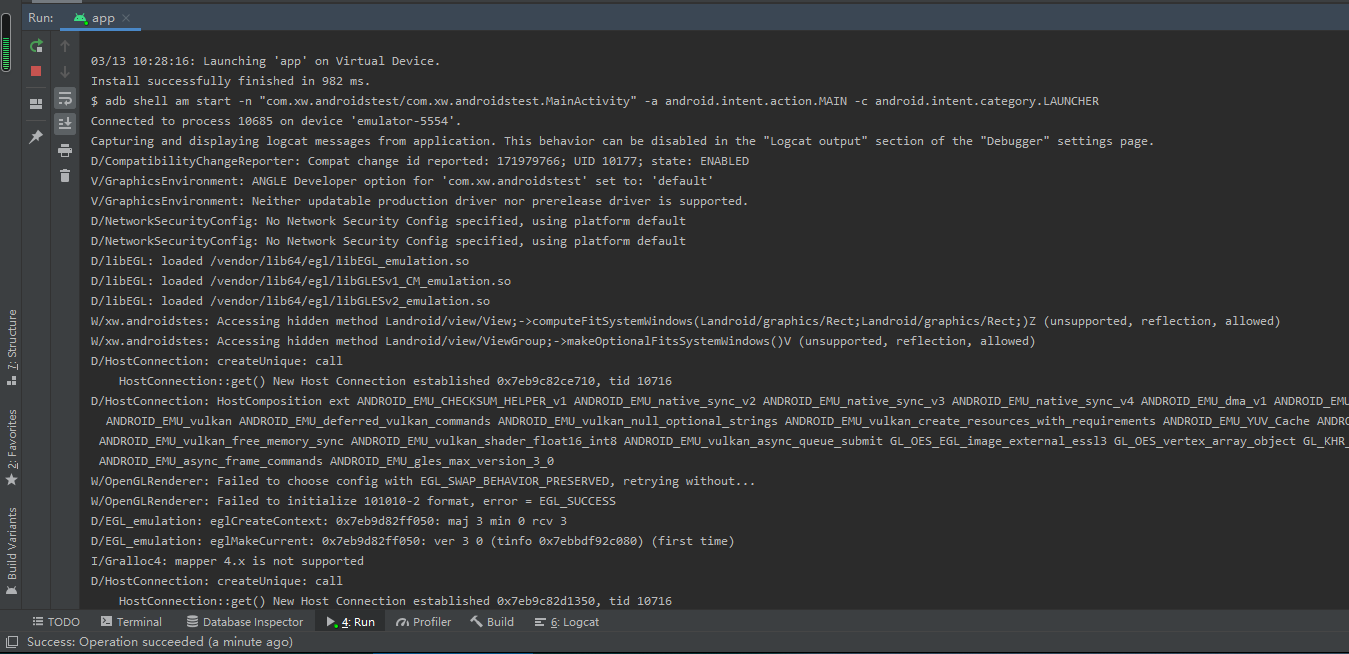 Run: app
03/13 10:28:16: Launching 'app' on Virtual Device.
Install successfully finished in 982 ms.
$ adb shell am start -n "com.xw.androidstest/com.xw.androidstest.MainActivity" -a android.intent.action.MAIN -c android.intent.category.LAUNCHER
Connected to process 10685 on device 'emulator-5554'.
Capturing and displaying logcat messages from application. This behavior can be disabled in the "Logcat output" section of the "Debugger" settings page.
D/CompatibilityChangeReporter: Compat change id reported: 171979766; UID 10177; state: ENABLED
V/GraphicsEnvironment: ANGLE Developer option for 'com.xw.androidstest' set to: 'default'
V/GraphicsEnvironment: Neither updatable production driver nor prerelease driver is supported.
D/NetworkSecurityConfig: No Network Security Config specified, using platform default
D/NetworkSecurityConfig: No Network Security Config specified, using platform default
D/libEGL: loaded /vendor/lib64/egl/libEGL_emulation.so
D/libEGL: loaded /vendor/lib64/egl/libGLESv1_CM_emulation.so
D/libEGL: loaded /vendor/lib64/egl/libGLESv2_emulation.so
W/xw.androidstes: Accessing hidden method Landroid/view/View;->computeFitSystemWindows(Landroid/graphics/Rect;Landroid/graphics/Rect;)Z (unsupported, reflection, allowed)
W/xw.androidstes: Accessing hidden method Landroid/view/ViewGroup;->makeOptionalFitsSystemWindows()V (unsupported, reflection, allowed)
D/HostConnection: createUnique: call
HostConnection::get() New Host Connection established 0x7eb9c82ce710, tid 10716
D/HostConnection: HostComposition ext ANDROID_EMU_CHECKSUM_HELPER_v1 ANDROID_EMU_native_sync_v2 ANDROID_EMU_native_sync_v3 ANDROID_EMU_native_sync_v4 ANDROID_EMU_dma_v1 ANDROID_EMU
ANDROID_EMU_vulkan ANDROID_EMU_deferred_vulkan_commands ANDROID_EMU_vulkan_null_optional_strings ANDROID_EMU_vulkan_create_resources_with_requirements ANDROID_EMU_YUV_Cache ANDRO
ANDROID_EMU_vulkan_free_memory_sync ANDROID_EMU_vulkan_shader_float16_int8 ANDROID_EMU_vulkan_async_queue_submit GL_OES_EGL_image_external_essl3 GL_OES_vertex_array_object GL_KHR_
ANDROID_EMU_async_frame_commands ANDROID_EMU_gles_max_version_3_0
W/OpenGLRenderer: Failed to choose config with EGL_SWAP_BEHAVIOR_PRESERVED, retrying without...
W/OpenGLRenderer: Failed to initialize 101010-2 format, error = EGL_SUCCESS
D/EGL_emulation: eglCreateContext: 0x7eb9d82ff050: maj 3 min 0 rcv 3
D/EGL_emulation: eglMakeCurrent: 0x7eb9d82ff050: ver 3 0 (tinfo 0x7ebbdf92c080) (first time)
I/Gralloc4: mapper 4.x is not supported
D/HostConnection: createUnique: call
HostConnection::get() New Host Connection established 0x7eb9c82d1350, tid 10716
7: Structure
2: Favorites
Build Variants
TODO Terminal Database Inspector 4: Run Profiler Build 6: Logcat
Success: Operation succeeded (a minute ago)